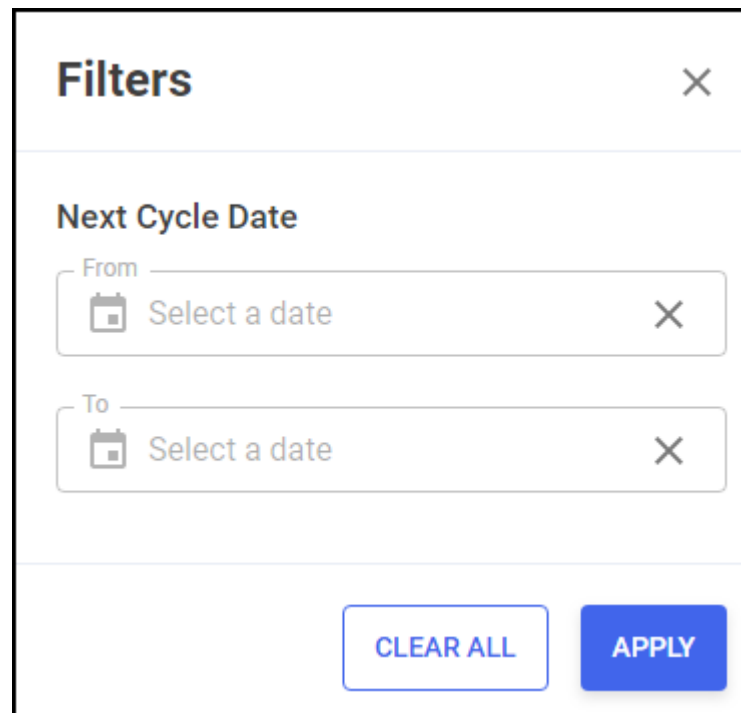 Filters
Next Cycle Date
From
Select a date
To
Select a date
CLEAR ALL
APPLY